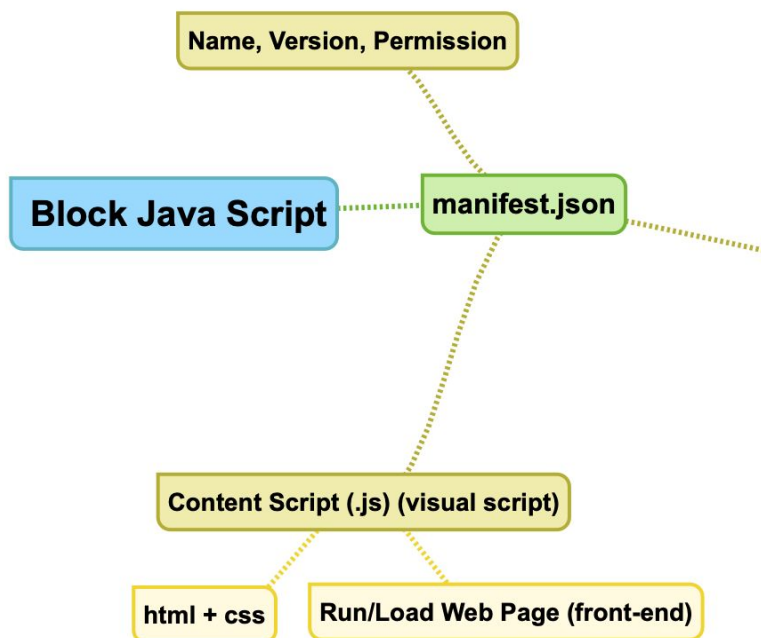 Name, Version, Permission
Block Java Script
manifest.json
Content Script (.js) (visual script)
html + css
Run/Load Web Page (front-end)